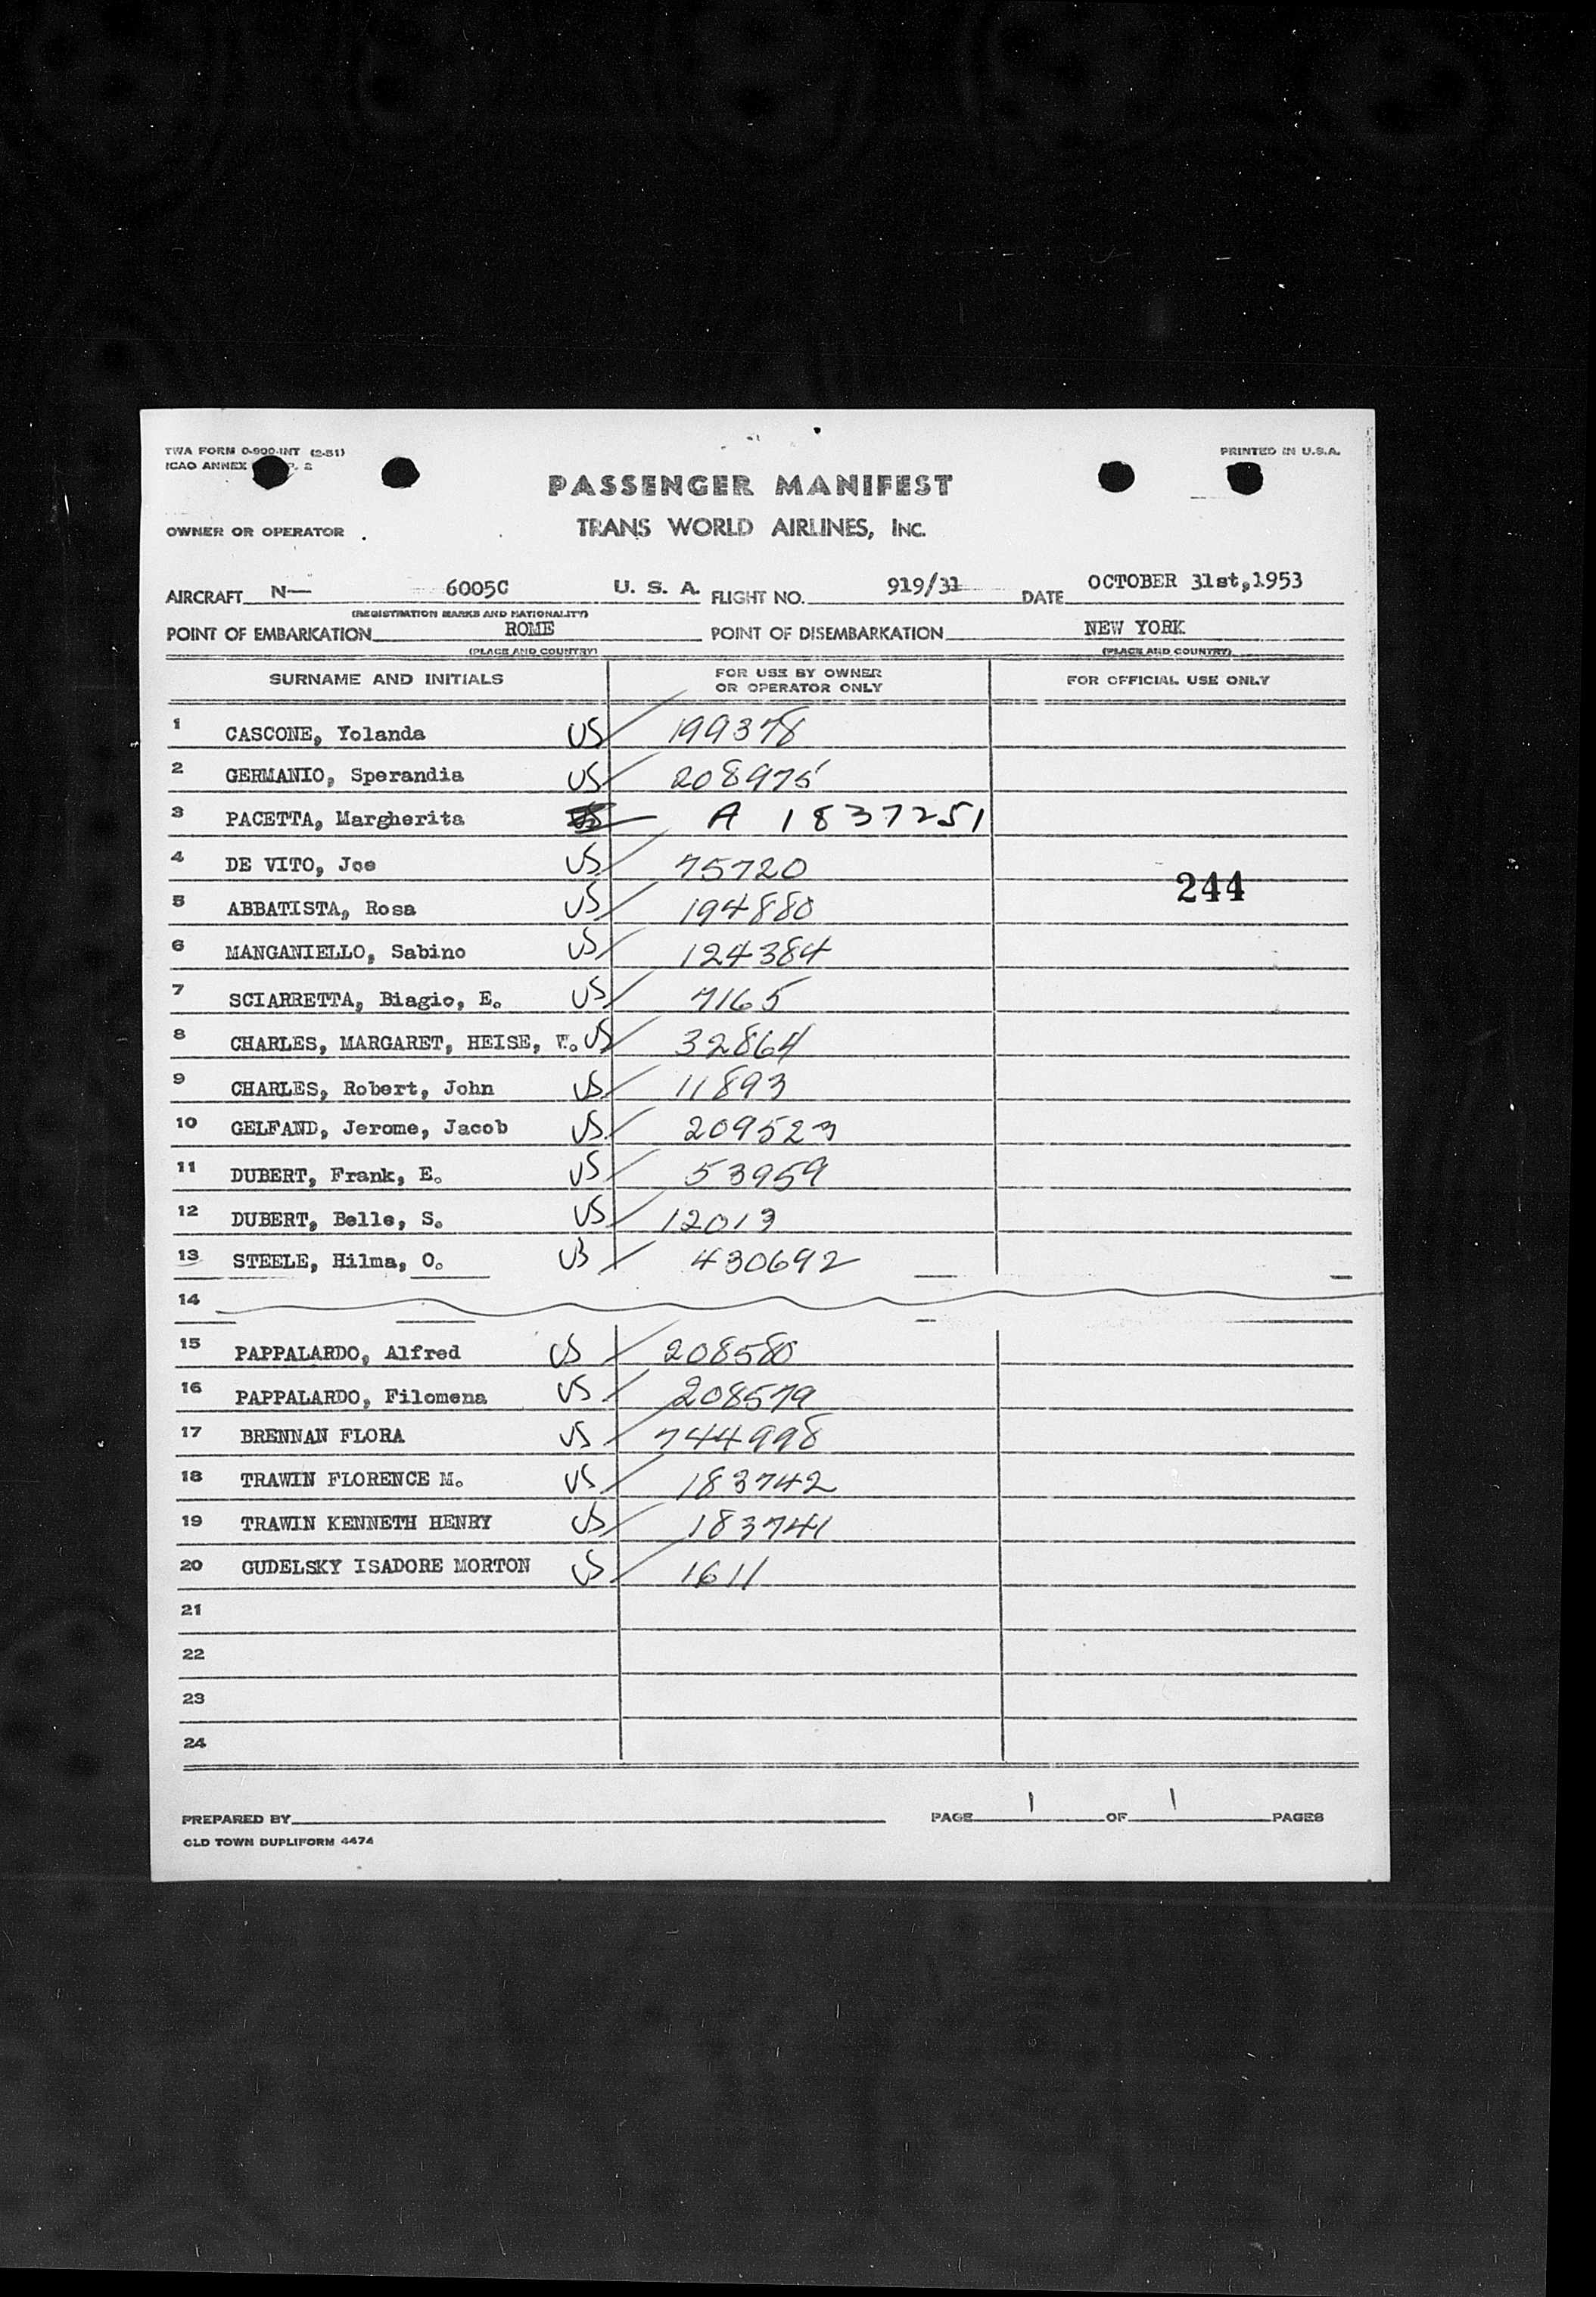 TWA FORM 0-900-INT (2-51)
PRINTED IN U.S.A.
ICAO ANNEX P. 2
PASSENGER MANIFEST
OWNER OR OPERATOR
TRANS WORLD AIRLINES, INC.
AIRCRAFT N— 6005C U. S. A. FLIGHT NO. 919/31 DATE OCTOBER 31st,1953
(REGISTRATION MARKS AND NATIONALITY)
POINT OF EMBARKATION ROME POINT OF DISEMBARKATION NEW YORK
(PLACE AND COUNTRY) (PLACE AND COUNTRY)
SURNAME AND INITIALS FOR USE BY OWNER OR OPERATOR ONLY FOR OFFICIAL USE ONLY
1 CASCONE, Yolanda US 199378
2 GERMANIO, Sperandia US 208975
3 PACETTA, Margherita A 1837251
4 DE VITO, Joe US 75720
244
5 ABBATISTA, Rosa US 194880
6 MANGANIELLO, Sabino US 124384
7 SCIARRETTA, Biagio, E. US 7165
8 CHARLES, MARGARET, HEISE, W. US 32864
9 CHARLES, Robert, John US 11893
10 GELFAND, Jerome, Jacob US 209523
11 DUBERT, Frank, E. US 53959
12 DUBERT, Belle, S. US 12013
13 STEELE, Hilma, O. US 430692
14
15 PAPPALARDO, Alfred US 208580
16 PAPPALARDO, Filomena US 208579
17 BRENNAN FLORA US 744998
18 TRAWIN FLORENCE M. US 183742
19 TRAWIN KENNETH HENRY US 183741
20 GUDELSKY ISADORE MORTON US 1611
21
22
23
24
PREPARED BY PAGE 1 OF 1 PAGES
OLD TOWN DUPLIFORM 4474